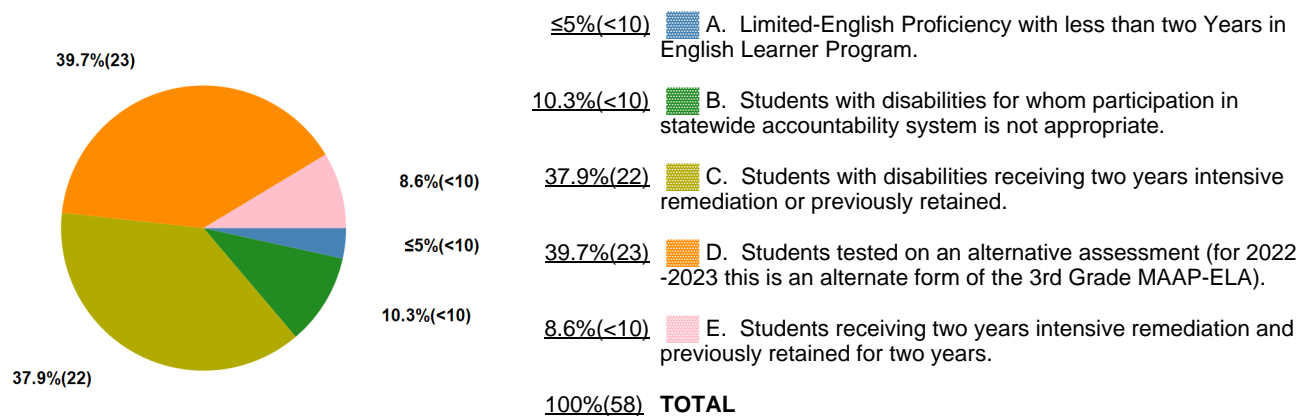 39.7%(23)
8.6%(<10)
≤5%(<10)
10.3%(<10)
37.9%(22)
≤5%(<10) A. Limited-English Proficiency with less than two Years in
English Learner Program.
10.3%(<10) B. Students with disabilities for whom participation in
statewide accountability system is not appropriate.
37.9%(22) C. Students with disabilities receiving two years intensive
remediation or previously retained.
39.7%(23) D. Students tested on an alternative assessment (for 2022
-2023 this is an alternate form of the 3rd Grade MAAP-ELA).
8.6%(<10) E. Students receiving two years intensive remediation and
previously retained for two years.
100%(58) TOTAL